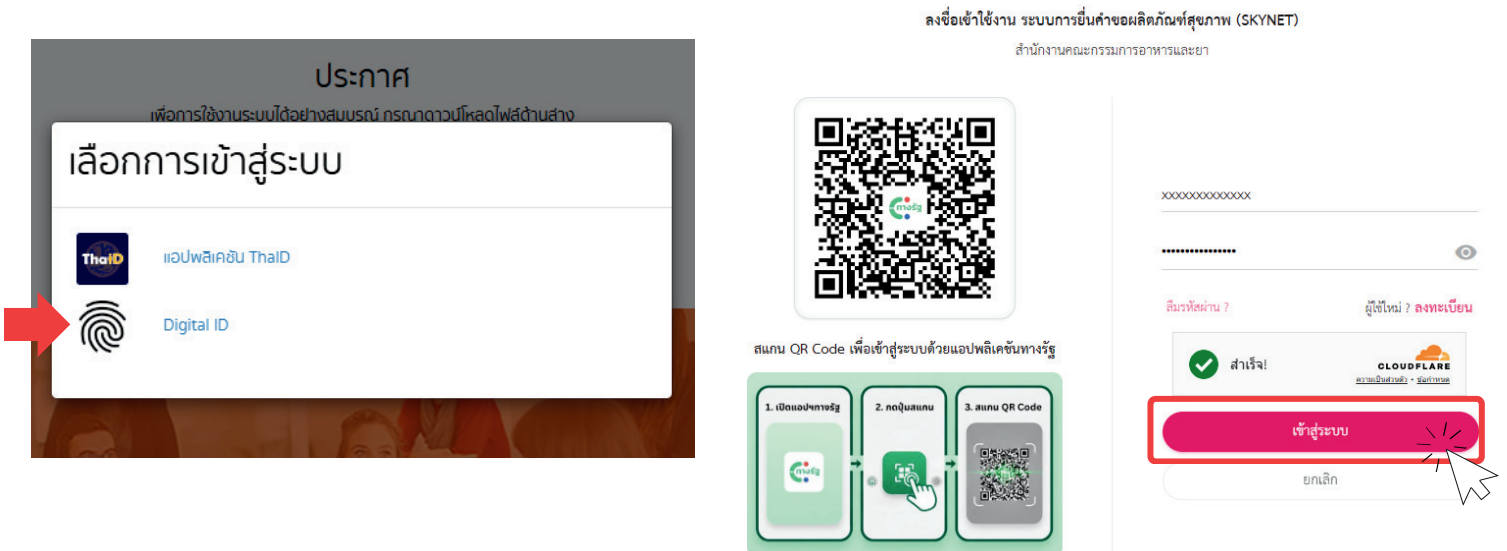 ประกาศ
เพื่อการใช้งานระบบได้อย่างสมบูรณ์ กรุณาดาวน์โหลดไฟล์ด้านล่าง
เลือกการเข้าสู่ระบบ
ThaiD
แอปพลิเคชัน ThaID
Digital ID
ลงชื่อเข้าใช้งาน ระบบการยื่นคำขอผลิตภัณฑ์สุขภาพ (SKYNET)
สำนักงานคณะกรรมการอาหารและยา
ทางรัฐ
สแกน QR Code เพื่อเข้าสู่ระบบด้วยแอปพลิเคชันทางรัฐ
1. เปิดแอปฯทางรัฐ
2. กดปุ่มสแกน
3. สแกน QR Code
ทางรัฐ
xxxxxxxxxxxxx
••••••••••••••••
ลืมรหัสผ่าน ?
ผู้ใช้ใหม่ ? ลงทะเบียน
สำเร็จ!
CLOUDFLARE
ความเป็นส่วนตัว • ข้อกำหนด
เข้าสู่ระบบ
ยกเลิก